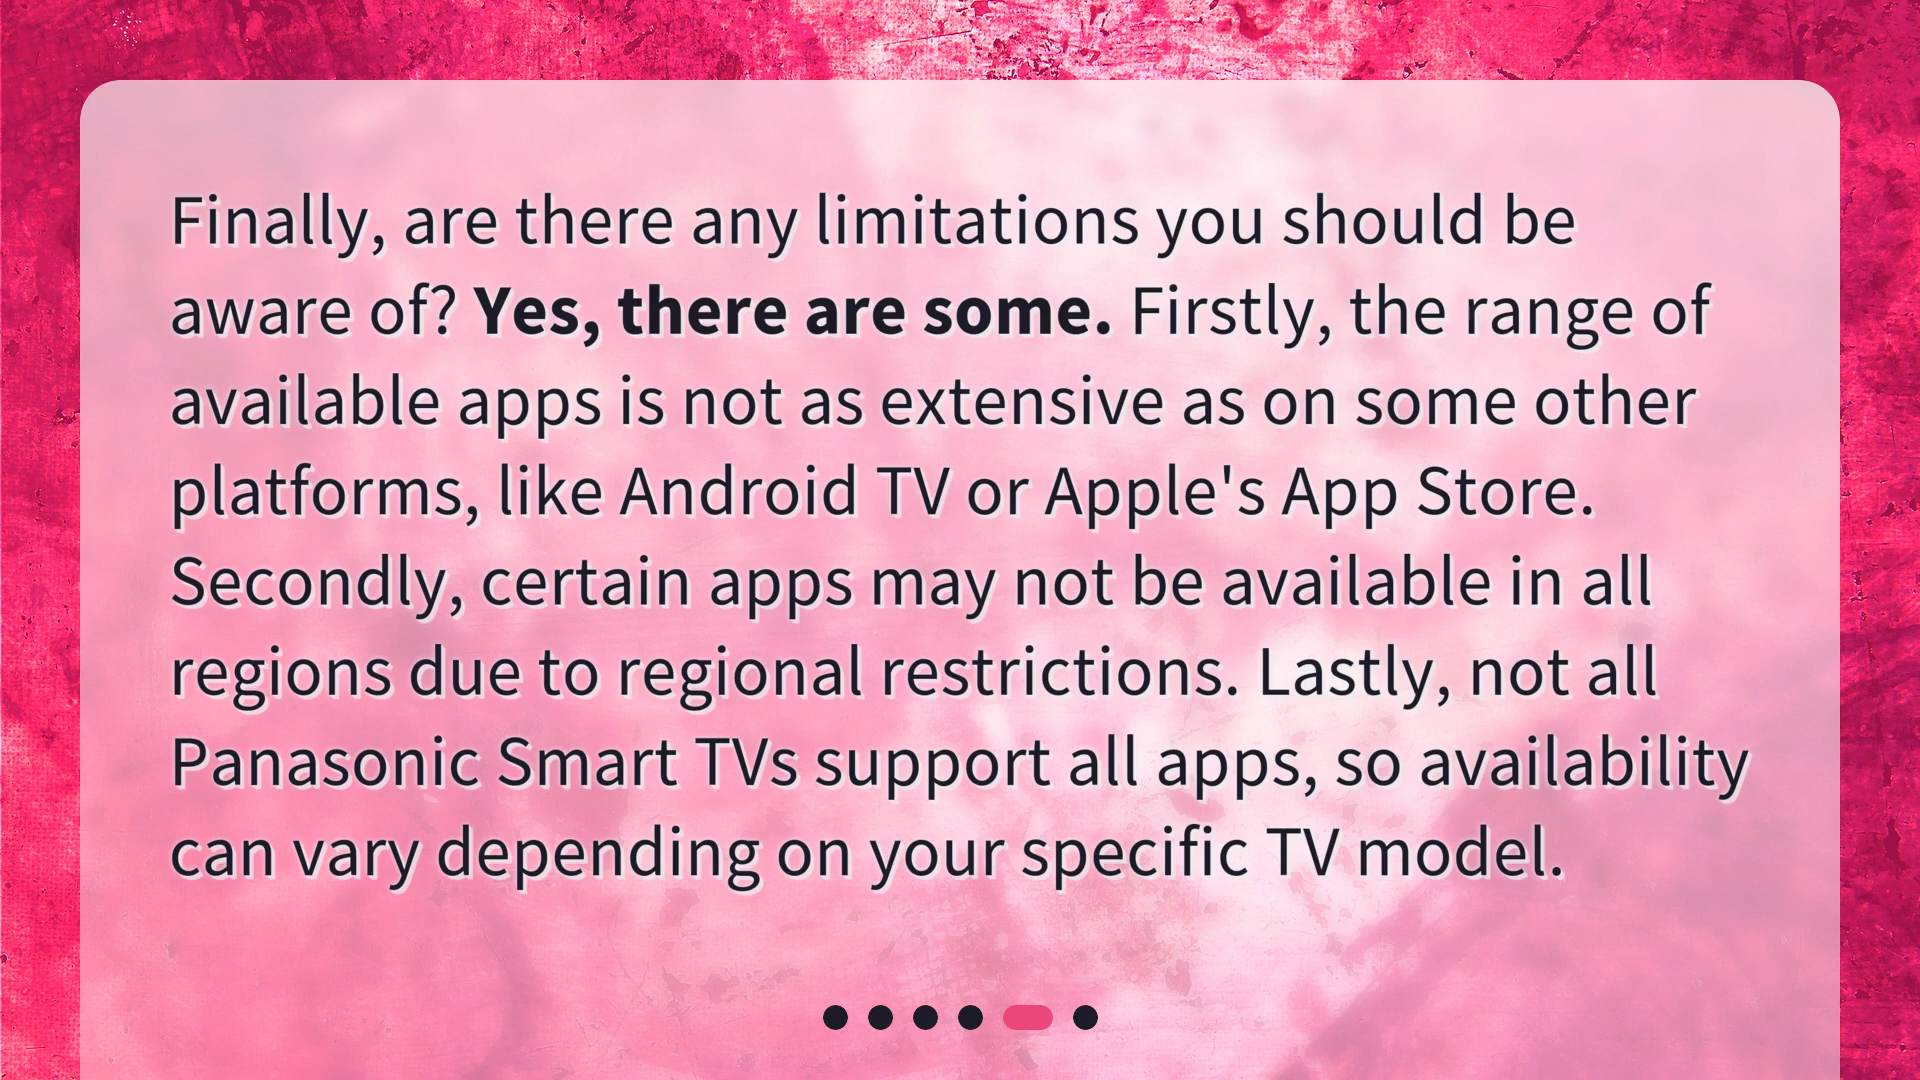 Finally, are there any limitations you should be
aware of? Yes, there are some. Firstly, the range of
available apps is not as extensive as on some other
platforms, like Android TV or Apple's App Store.
Secondly, certain apps may not be available in all
regions due to regional restrictions. Lastly, not all
Panasonic Smart TVs support all apps, so availability
can vary depending on your specific TV model.